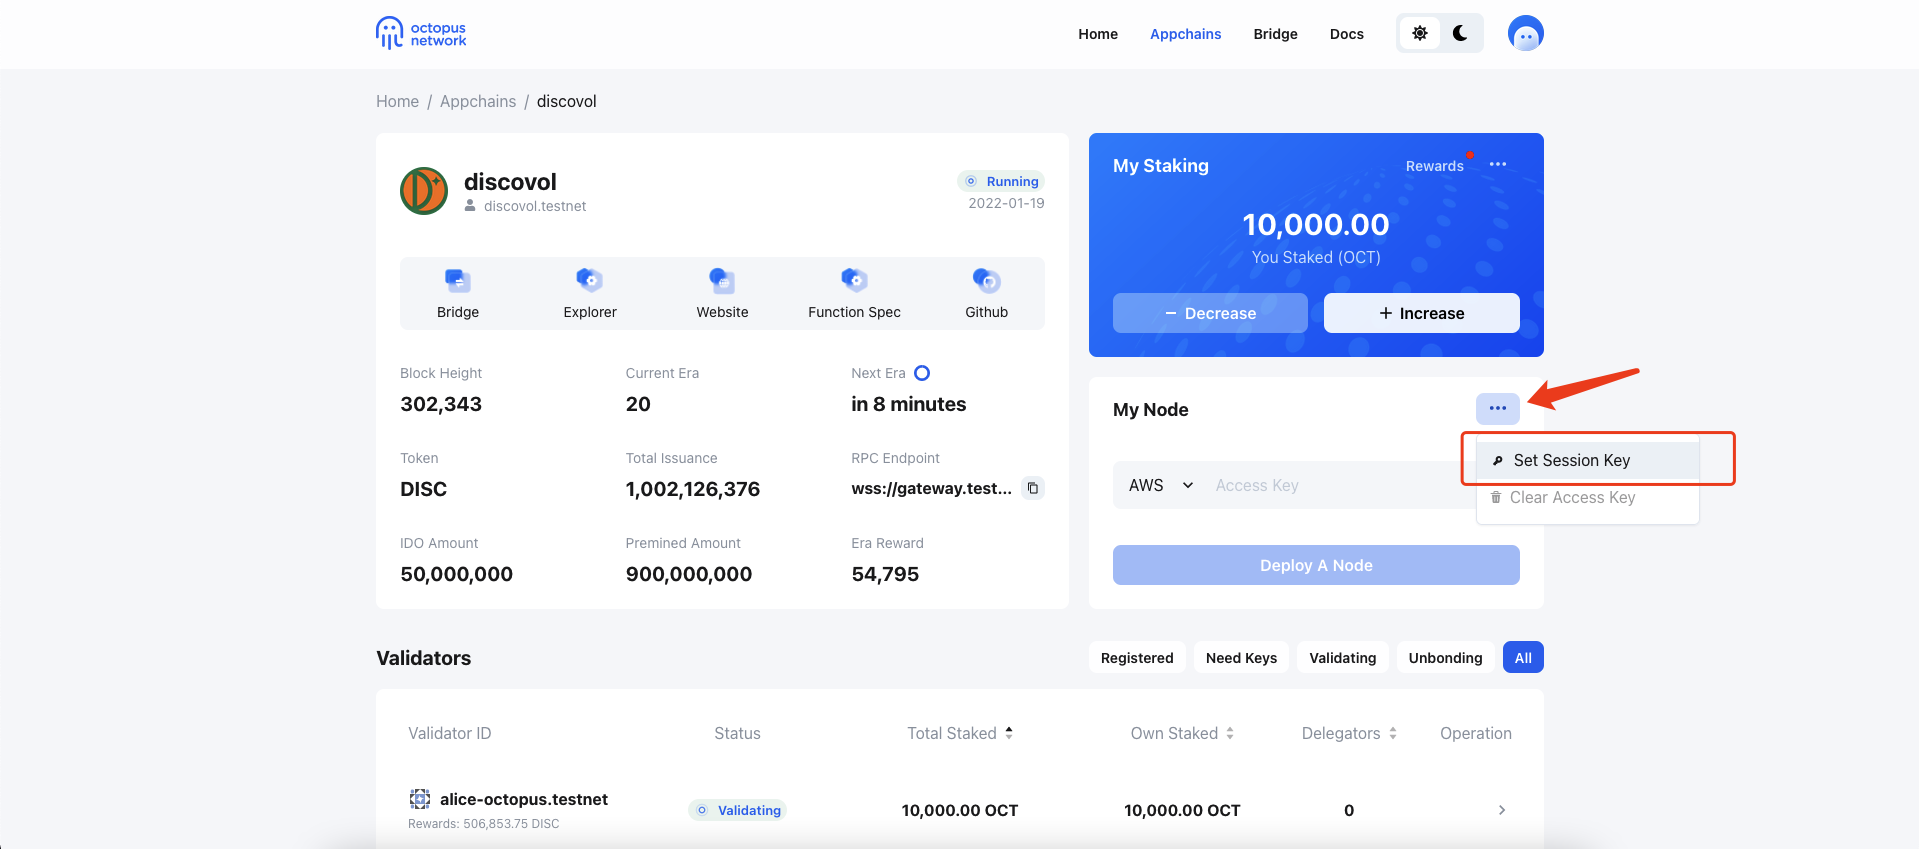 octopus
network
Home Appchains Bridge Docs
Home / Appchains / discovol
discovol
discovol.testnet
Running
2022-01-19
Bridge Explorer Website Function Spec Github
Block Height Current Era Next Era
302,343 20 in 8 minutes
Token Total Issuance RPC Endpoint
DISC 1,002,126,376 wss://gateway.test...
IDO Amount Premined Amount Era Reward
50,000,000 900,000,000 54,795
My Staking
Rewards
10,000.00
You Staked (OCT)
− Decrease + Increase
My Node
Set Session Key
Clear Access Key
AWS Access Key
Deploy A Node
Validators
Registered Need Keys Validating Unbonding All
Validator ID Status Total Staked Own Staked Delegators Operation
alice-octopus.testnet
Rewards: 506,853.75 DISC
Validating 10,000.00 OCT 10,000.00 OCT 0